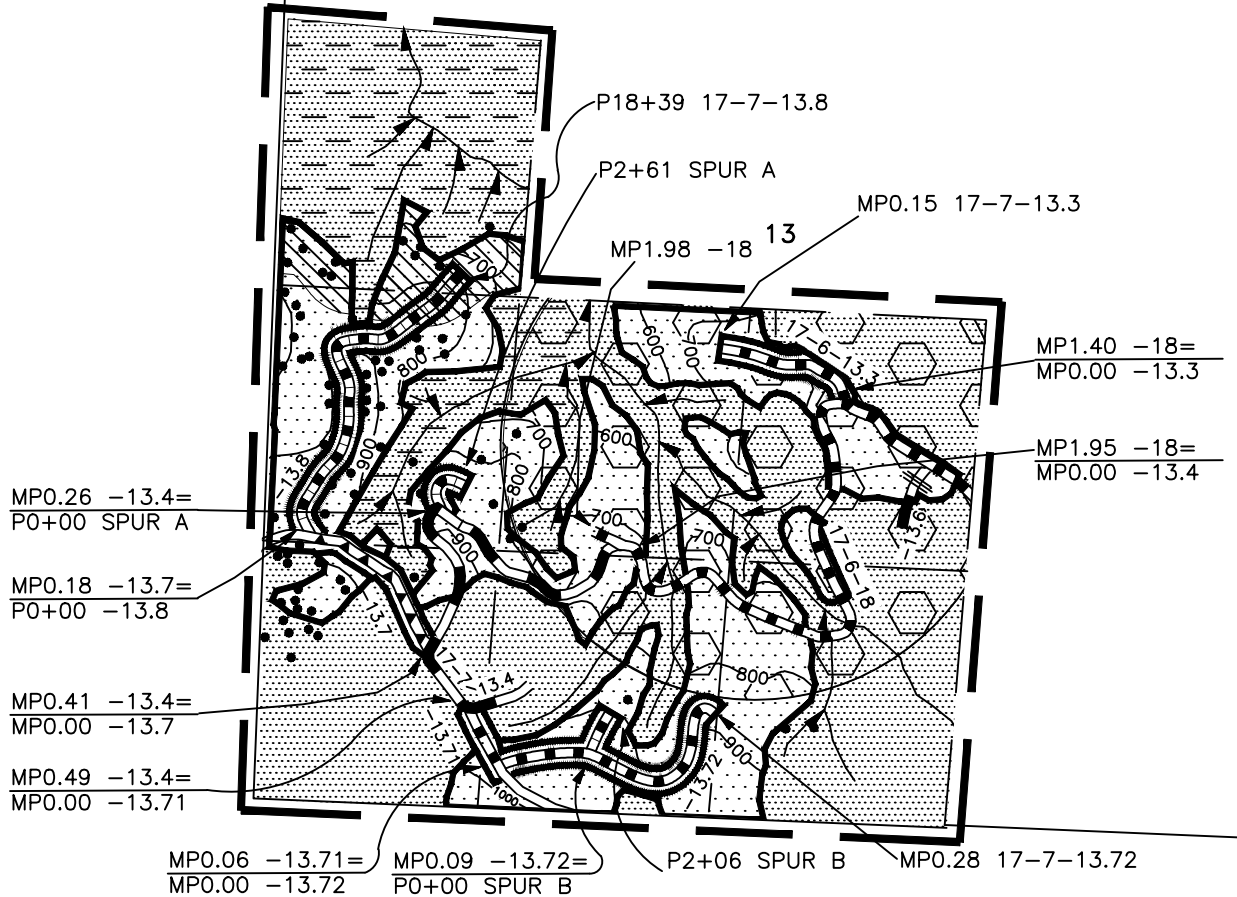 P18+39 17-7-13.8
P2+61 SPUR A
MP0.15 17-7-13.3
13
MP1.98 -18
MP1.40 -18=
MP0.00 -13.3
MP1.95 -18=
MP0.00 -13.4
MP0.26 -13.4=
P0+00 SPUR A
MP0.18 -13.7=
P0+00 -13.8
MP0.41 -13.4=
MP0.00 -13.7
MP0.49 -13.4=
MP0.00 -13.71
MP0.06 -13.71=
MP0.00 -13.72
MP0.09 -13.72=
P0+00 SPUR B
P2+06 SPUR B
MP0.28 17-7-13.72
700
800
900
-13.8
600
700
17-6-13.3
700
800
600
700
700
900
-13.6
17-6-18
-13.7
17-7-13.4
-13.71
800
900
-13.72
1000